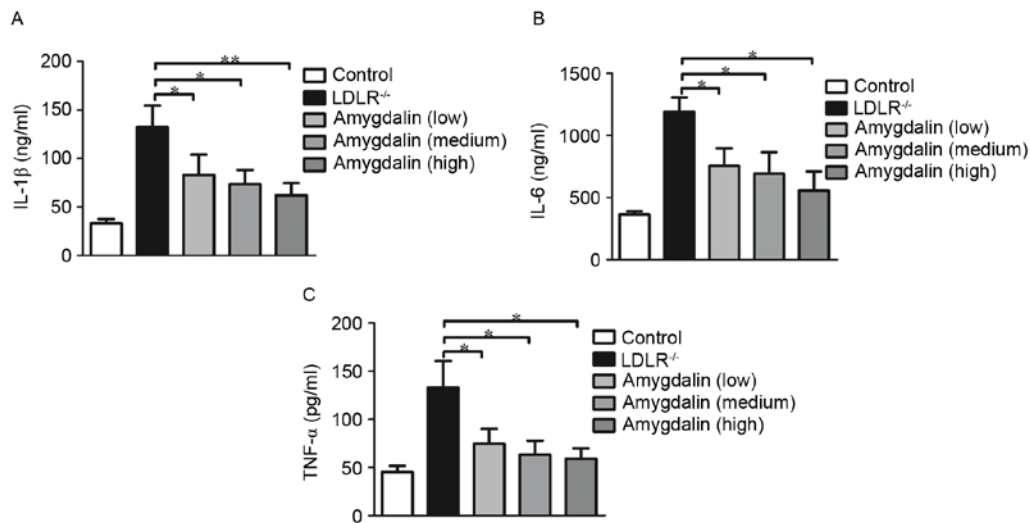 A
IL-1β (ng/ml)
200
150
100
50
0
*
*
**
Control
LDLR-/-
Amygdalin (low)
Amygdalin (medium)
Amygdalin (high)
B
IL-6 (ng/ml)
1500
1000
500
0
*
*
*
Control
LDLR-/-
Amygdalin (low)
Amygdalin (medium)
Amygdalin (high)
C
TNF-α (pg/ml)
200
150
100
50
0
*
*
*
Control
LDLR-/-
Amygdalin (low)
Amygdalin (medium)
Amygdalin (high)